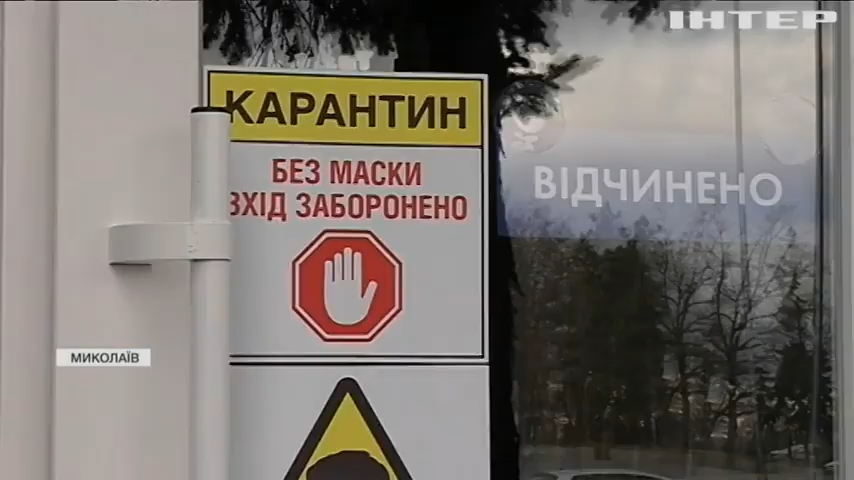 ІНТЕР
КАРАНТИН
БЕЗ МАСКИ
ВХІД ЗАБОРОНЕНО
ВІДЧИНЕНО
МИКОЛАЇВ